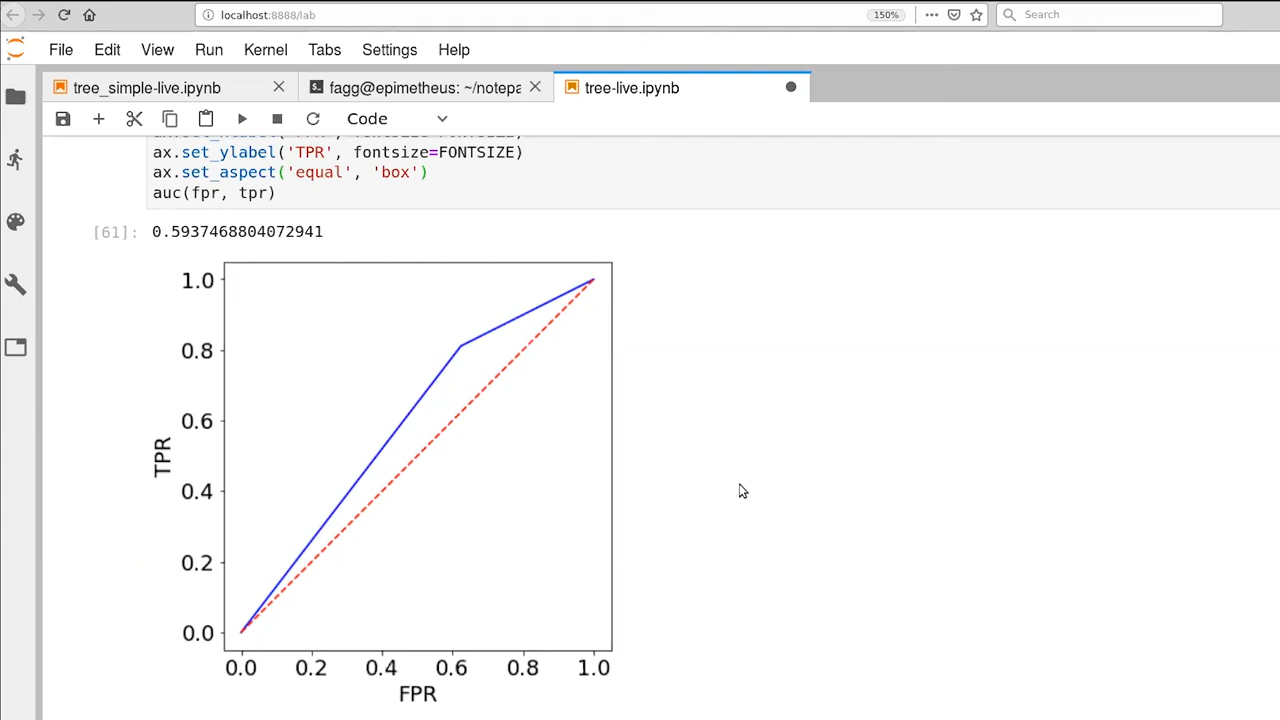 localhost:8888/lab
150%
Search
File Edit View Run Kernel Tabs Settings Help
tree_simple-live.ipynb
fagg@epimetheus: ~/notepa
tree-live.ipynb
Code
ax.set_ylabel('TPR', fontsize=FONTSIZE)
ax.set_aspect('equal', 'box')
auc(fpr, tpr)
[61]: 0.5937468804072941
1.0
0.8
0.6
0.4
0.2
0.0
TPR
0.0 0.2 0.4 0.6 0.8 1.0
FPR